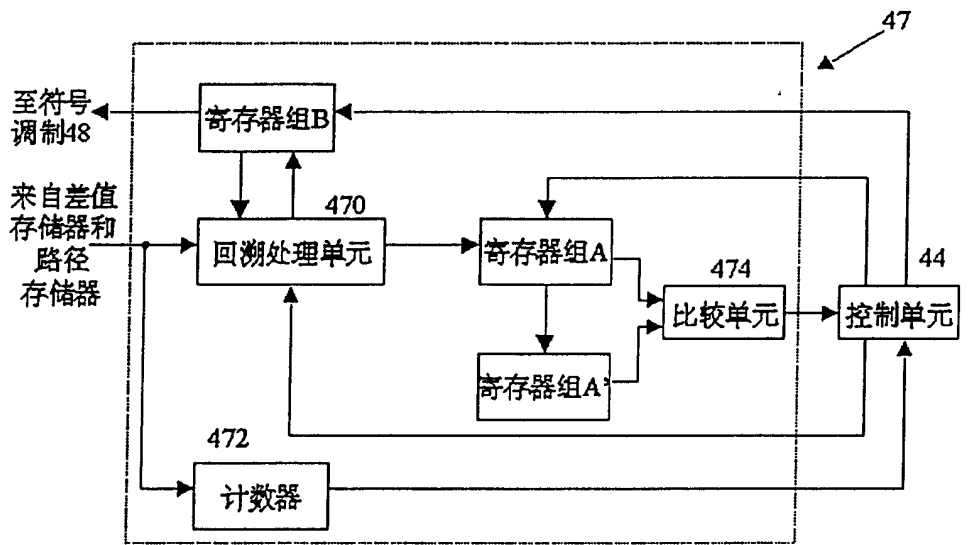 47
至符号
调制48
寄存器组B
来自差值
存储器和
路径
存储器
470
回溯处理单元
寄存器组A
474
44
比较单元
控制单元
寄存器组A'
472
计数器